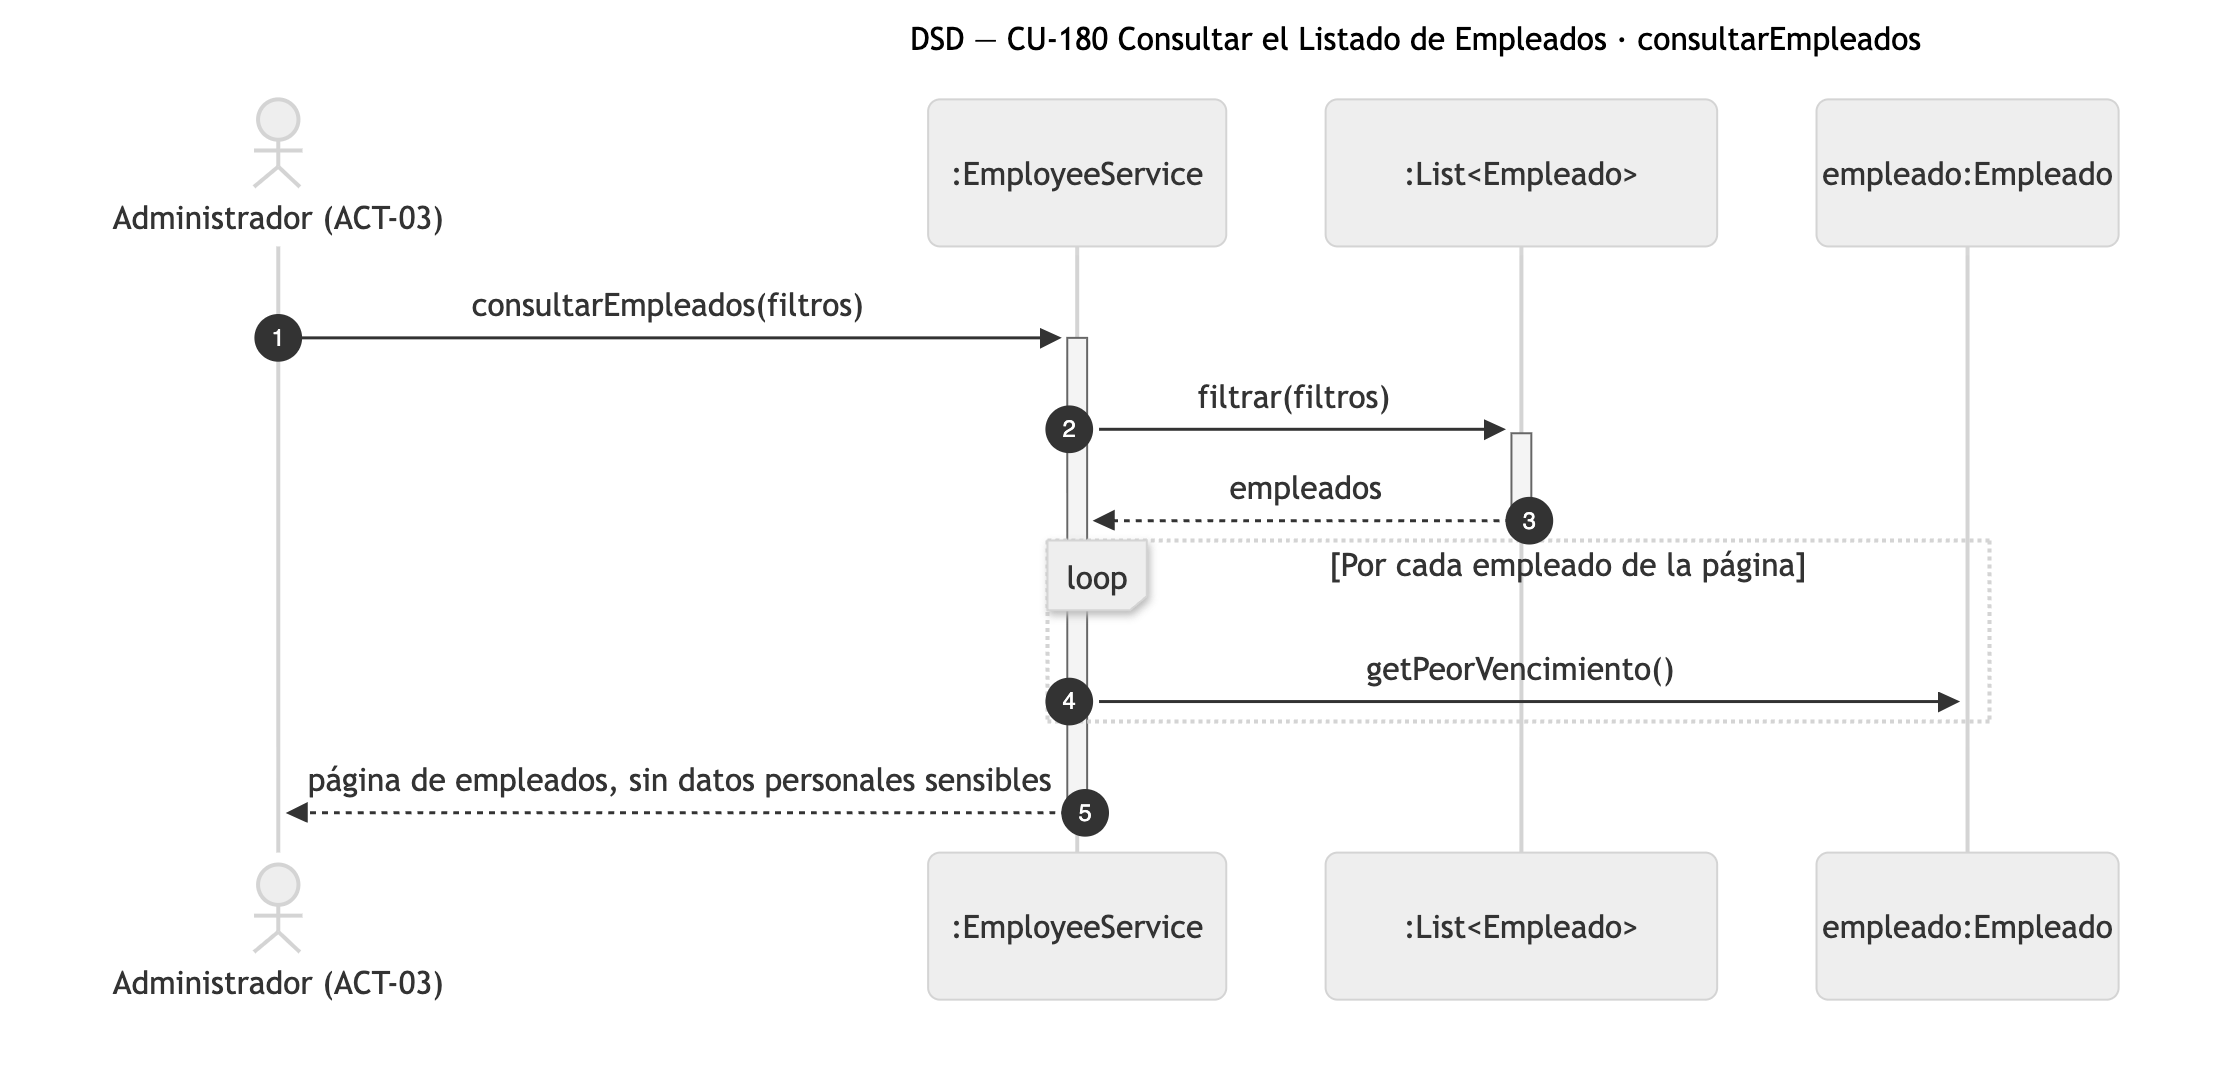 DSD — CU-180 Consultar el Listado de Empleados · consultarEmpleados
Administrador (ACT-03)
:EmployeeService
:List<Empleado>
empleado:Empleado
consultarEmpleados(filtros)
1
filtrar(filtros)
2
empleados
3
loop
[Por cada empleado de la página]
getPeorVencimiento()
4
página de empleados, sin datos personales sensibles
5
Administrador (ACT-03)
:EmployeeService
:List<Empleado>
empleado:Empleado